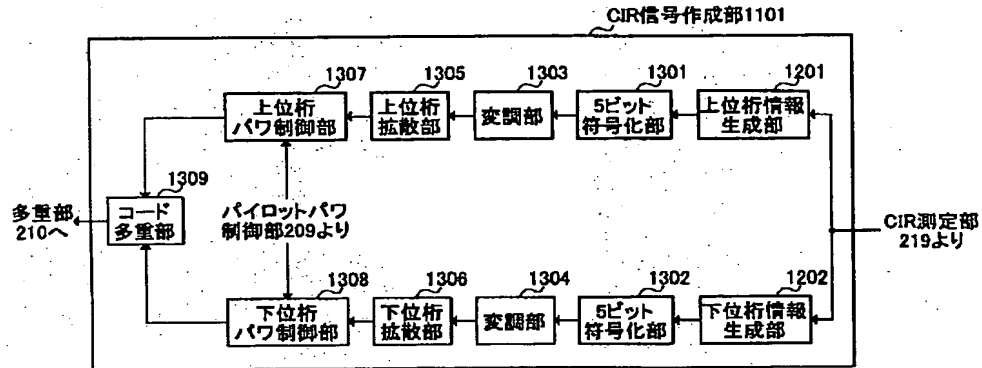 CIR信号作成部1101
1307
1305
1303
1301
1201
上位桁
パワ制御部
上位桁
拡散部
変調部
5ビット
符号化部
上位桁情報
生成部
1309
コード
多重部
多重部
210へ
パイロットパワ
制御部209より
CIR測定部
219より
1308
1306
1304
1302
1202
下位桁
パワ制御部
下位桁
拡散部
変調部
5ビット
符号化部
下位桁情報
生成部